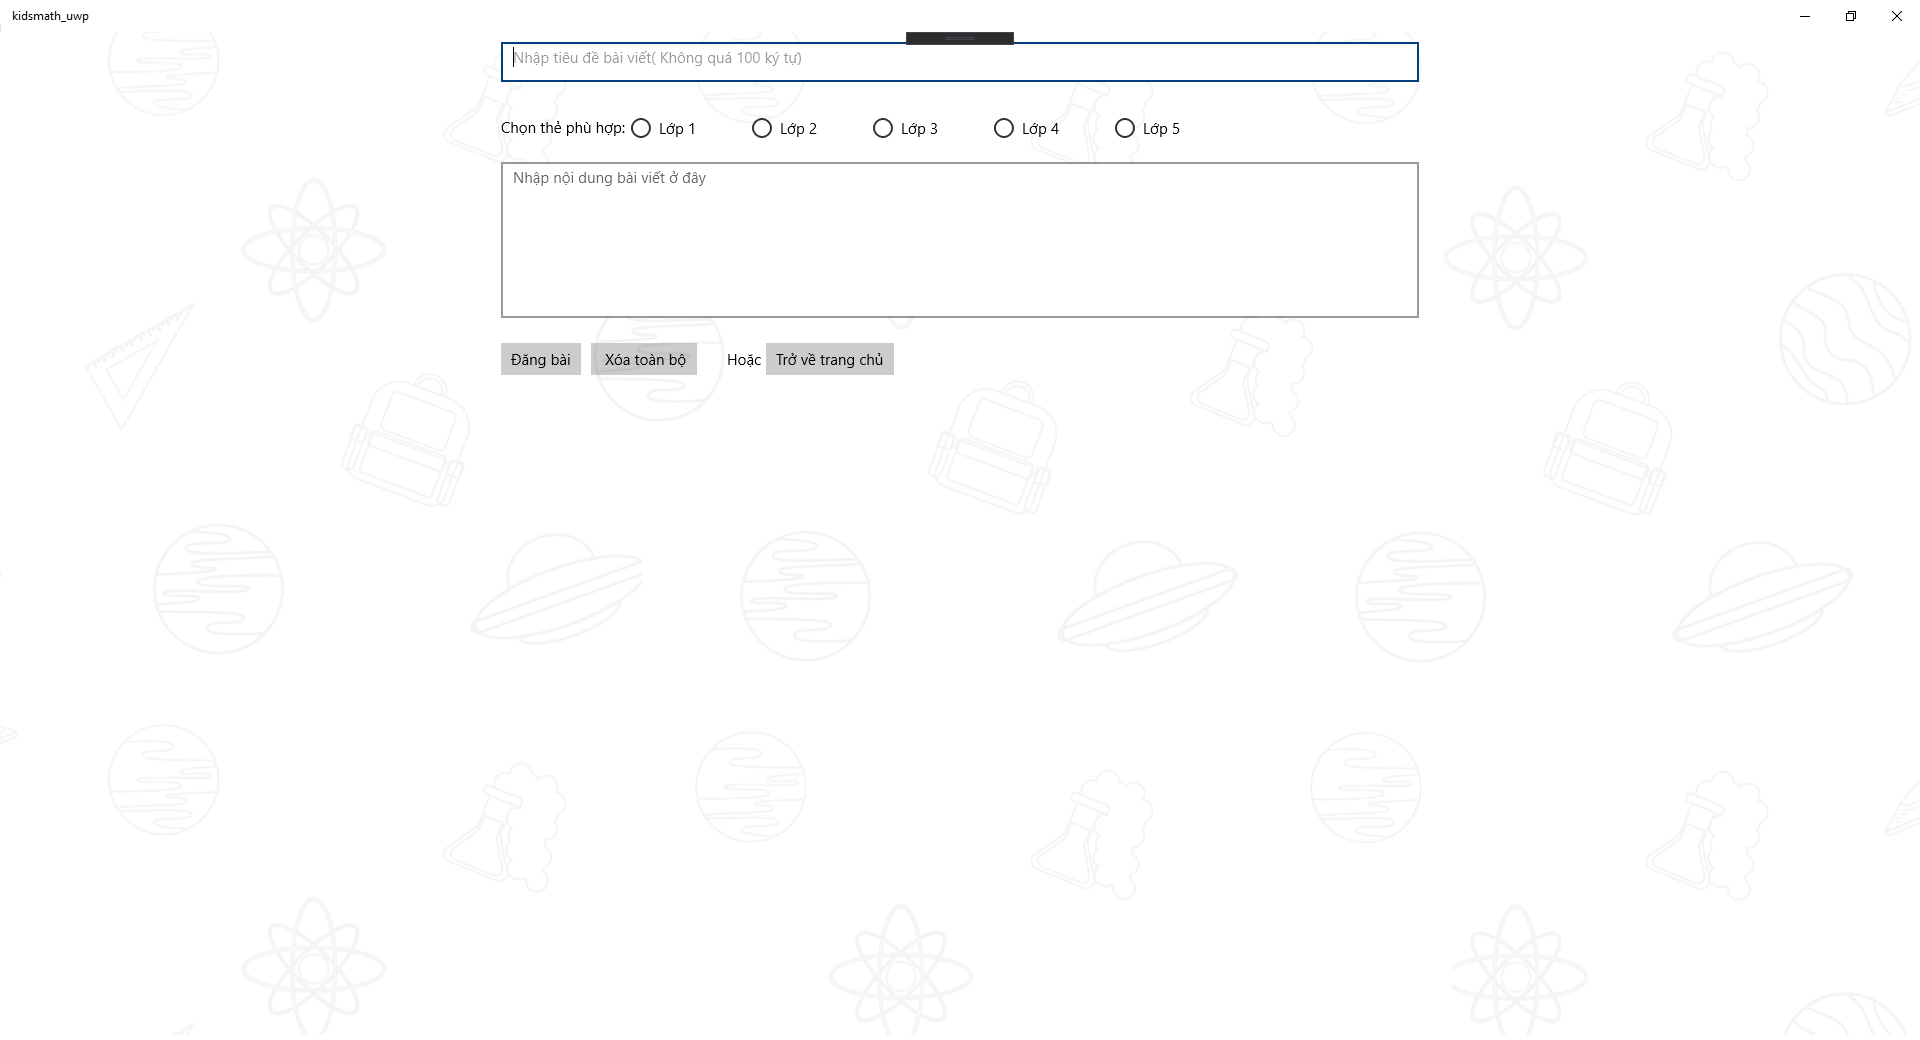 kidsmath_uwp
Nhập tiêu đề bài viết( Không quá 100 ký tự)
Chọn thẻ phù hợp: Lớp 1 Lớp 2 Lớp 3 Lớp 4 Lớp 5
Nhập nội dung bài viết ở đây
Đăng bài Xóa toàn bộ Hoặc Trở về trang chủ